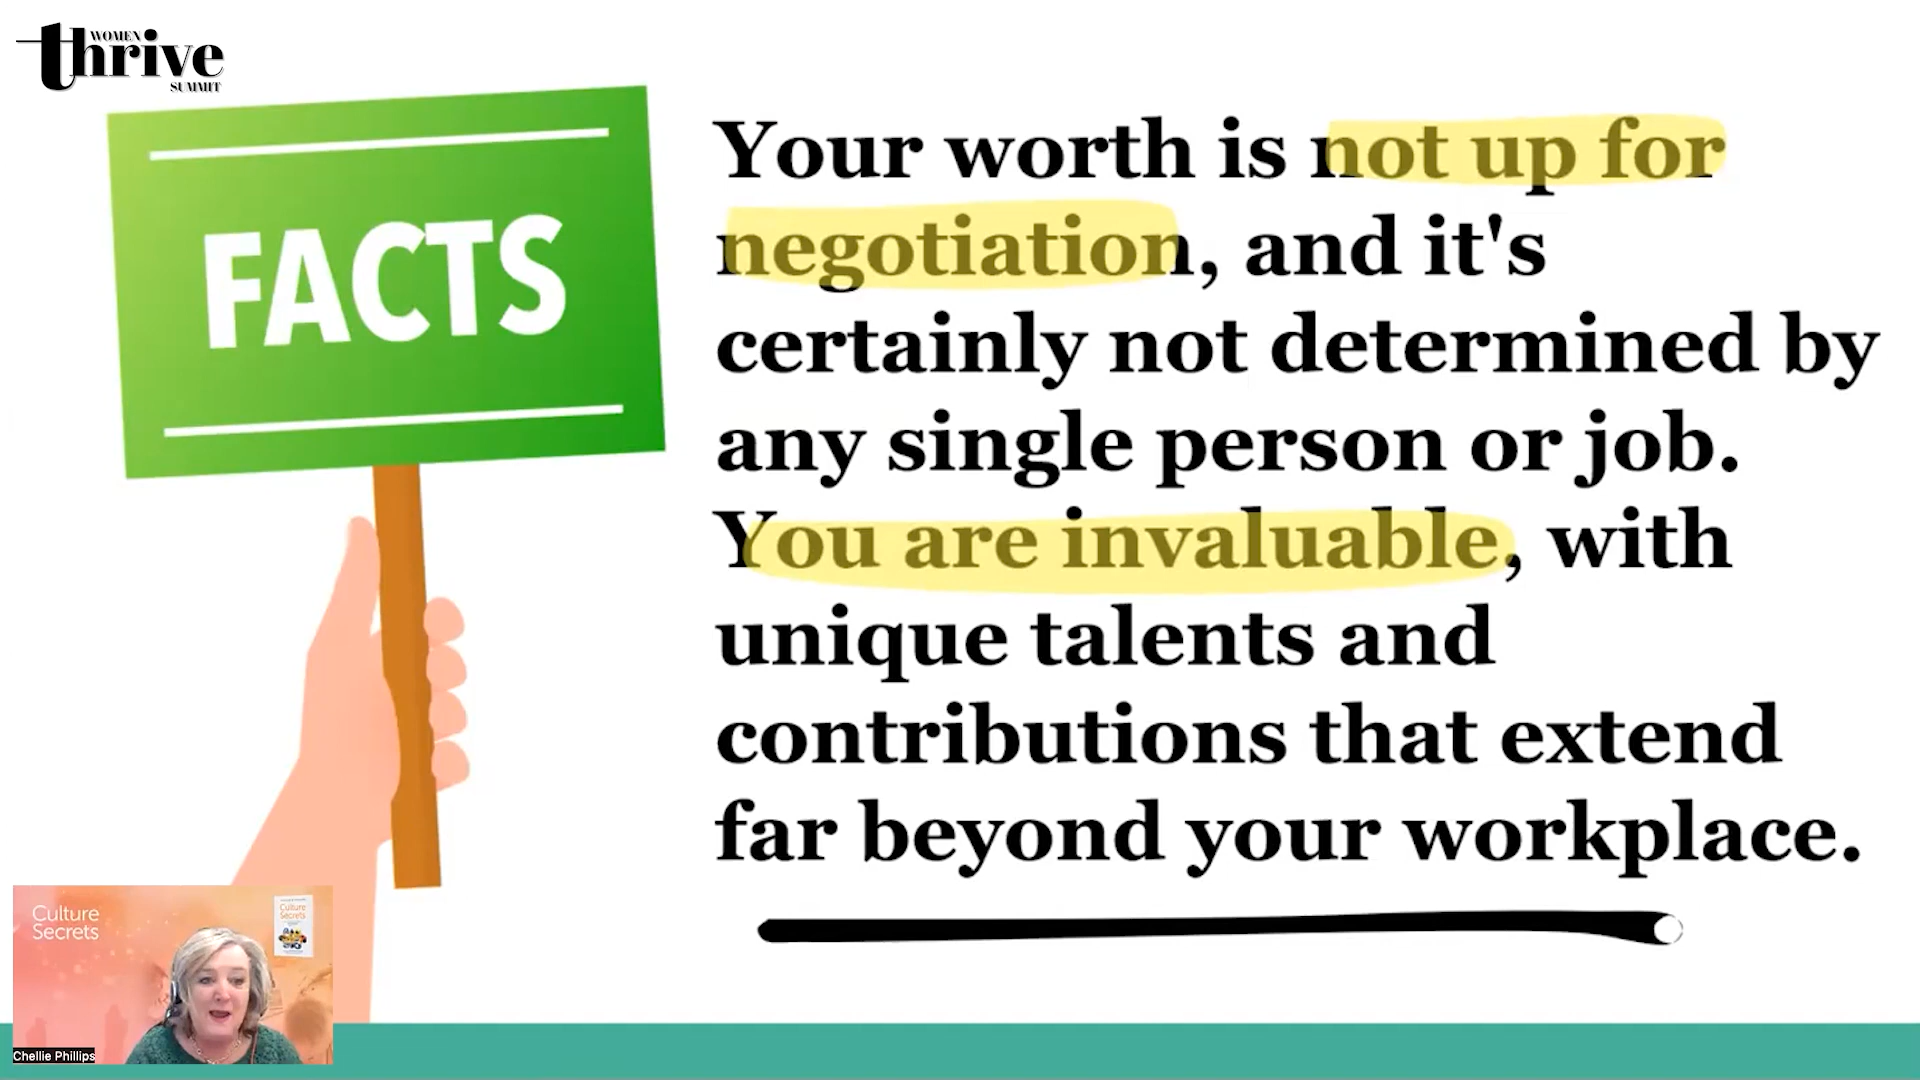 WOMEN
thrive
SUMMIT
FACTS
Your worth is not up for
negotiation, and it's
certainly not determined by
any single person or job.
You are invaluable, with
unique talents and
contributions that extend
far beyond your workplace.
Culture
Secrets
Culture
Secrets
Chellie Phillips